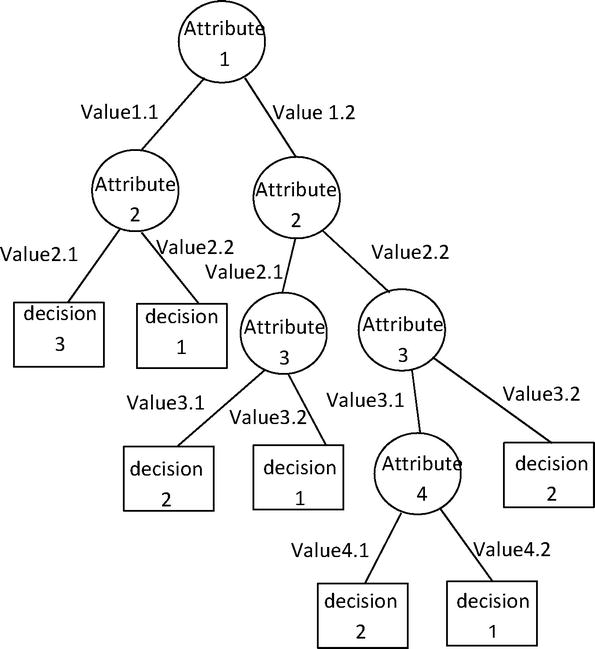 Attribute
1
Value1.1
Value 1.2
Attribute
2
Attribute
2
Value2.1
Value2.2
Value2.1
Value2.2
decision
3
decision
1
Attribute
3
Attribute
3
Value3.1
Value3.2
Value3.1
Value3.2
decision
2
decision
1
Attribute
4
decision
2
Value4.1
Value4.2
decision
2
decision
1